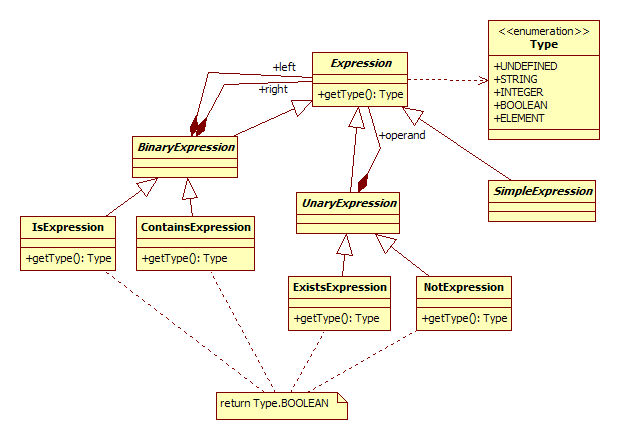 <<enumeration>>
Type
+UNDEFINED
+STRING
+INTEGER
+BOOLEAN
+ELEMENT
Expression
+getType(): Type
+left
+right
+operand
BinaryExpression
UnaryExpression
SimpleExpression
IsExpression
+getType(): Type
ContainsExpression
+getType(): Type
ExistsExpression
+getType(): Type
NotExpression
+getType(): Type
return Type.BOOLEAN